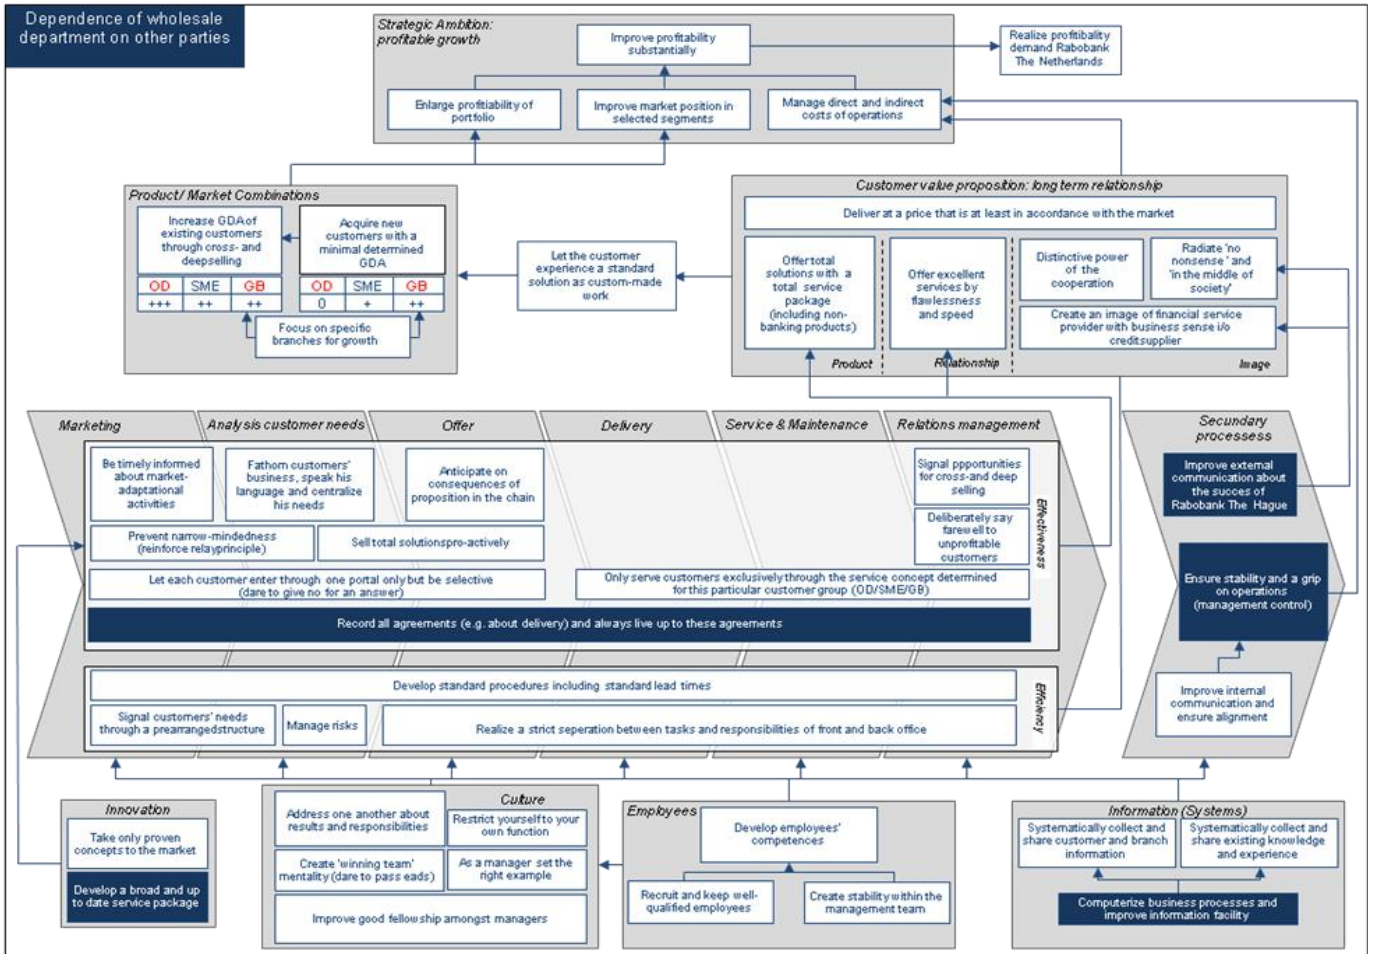 Dependence of wholesale
department on other parties
Strategic Ambition:
profitable growth
Improve profitability
substantially
Realize profitbality
demand Rabobank
The Netherlands
Enlarge profitiability of
portfolio
Improve market position in
selected segments
Manage direct and indirect
costs of operations
Product/ Market Combinations
Increase GDA of
existing customers
through cross- and
deepselling
Acquire new
customers with a
minimal determined
GDA
OD SME GB
+++ ++ ++
OD SME GB
0 + ++
Focus on specific
branches for growth
Let the customer
experience a standard
solution as custom-made
work
Customer value proposition: long term relationship
Deliver at a price that is at least in accordance with the market
Offer total
solutions with a
total service
package
(including non-
banking products)
Offer excellent
services by
flawlessness
and speed
Distinctive power
of the
cooperation
Radiate 'no
nonsense' and
'in the middle of
society'
Create an image of financial service
provider with business sense i/o
creditsupplier
Product
Relationship
Image
Marketing
Analysis customer needs
Offer
Delivery
Service & Maintenance
Relations management
Secundary
processess
Be timely informed
about market-
adaptational
activities
Fathom customers'
business, speak his
language and centralize
his needs
Anticipate on
consequences of
proposition in the chain
Signal ppportunities
for cross-and deep
selling
Deliberately say
farewell to
unprofitable
customers
Effectiveness
Prevent narrow-mindedness
(reinforce relayprinciple)
Sell total solutionspro-actively
Let each customer enter through one portal only but be selective
(dare to give no for an answer)
Only serve customers exclusively through the service concept determined
for this particular customer group (OD/SME/GB)
Record all agreements (e.g. about delivery) and always live up to these agreements
Develop standard procedures including standard lead times
Signal customers' needs
through a prearrangedstructure
Manage risks
Realize a strict seperation between tasks and responsibilities of front and back office
Efficiency
Improve external
communication about
the succes of
Rabobank The Hague
Ensure stability and a grip
on operations
(management control)
Improve internal
communication and
ensure alignment
Innovation
Take only proven
concepts to the market
Develop a broad and up
to date service package
Culture
Address one another about
results and responsibilities
Restrict yourself to your
own function
Create 'winning team'
mentality (dare to pass eads)
As a manager set the
right example
Improve good fellowship amongst managers
Employees
Develop employees'
competences
Recruit and keep well-
qualified employees
Create stability within the
management team
Information (Systems)
Systematically collect and
share customer and branch
information
Systematically collect and
share existing knowledge
and experience
Computerize business processes and
improve information facility